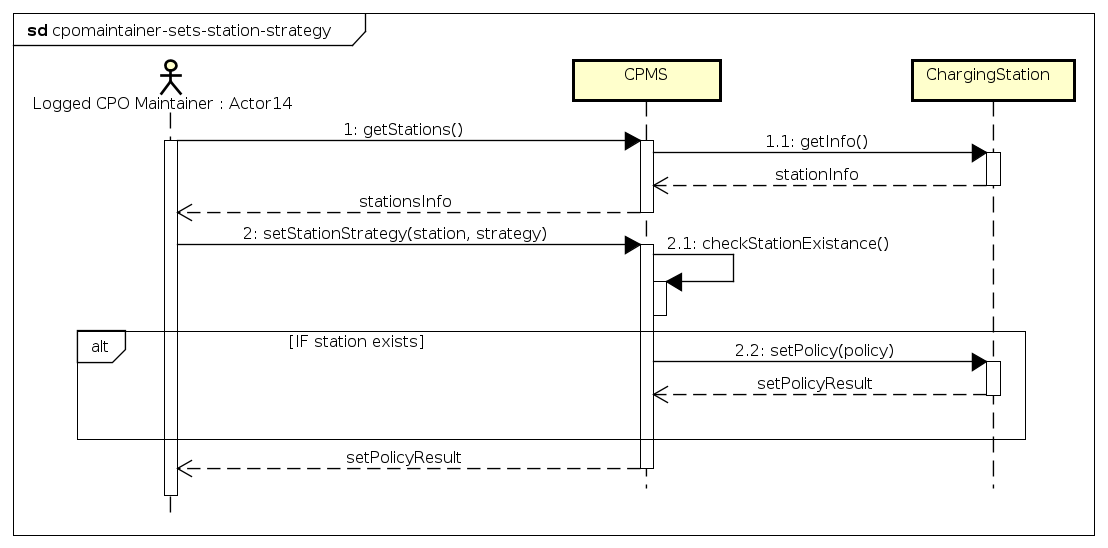 sd cpomaintainer-sets-station-strategy
Logged CPO Maintainer : Actor14
CPMS
ChargingStation
1: getStations()
1.1: getInfo()
stationInfo
stationsInfo
2: setStationStrategy(station, strategy)
2.1: checkStationExistance()
alt
[IF station exists]
2.2: setPolicy(policy)
setPolicyResult
setPolicyResult